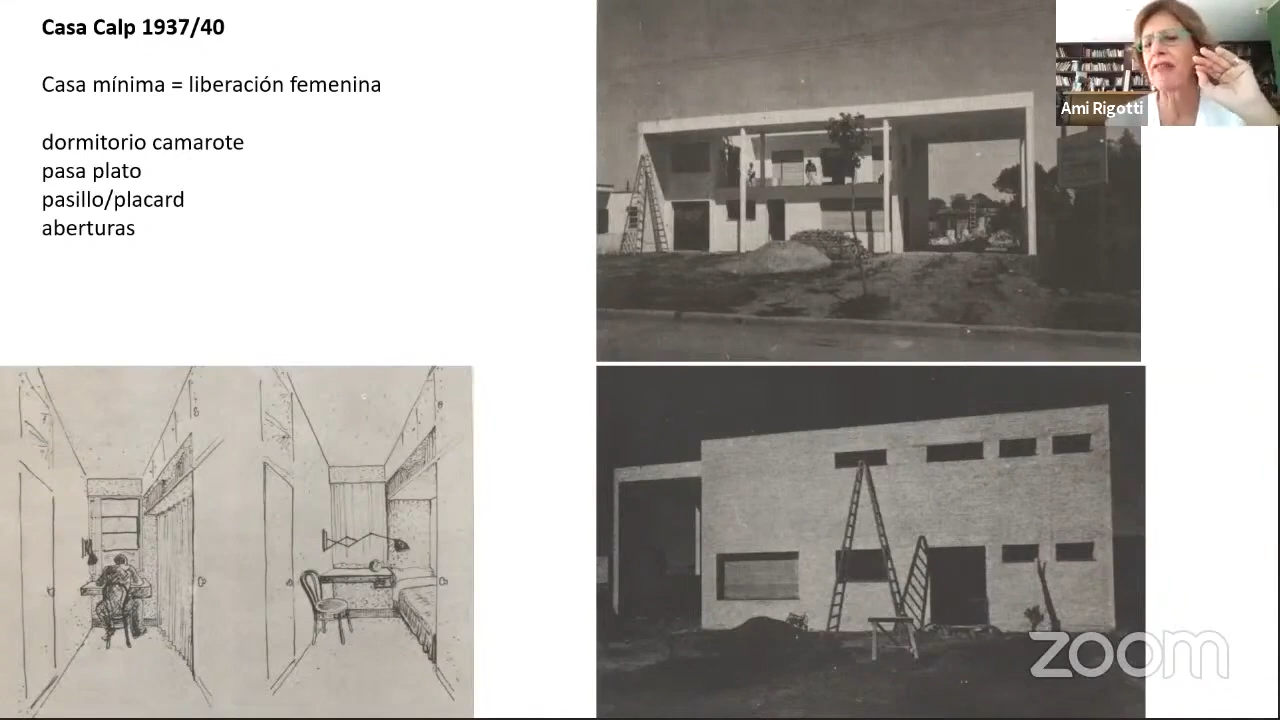 Casa Calp 1937/40
Casa mínima = liberación femenina
dormitorio camarote
pasa plato
pasillo/placard
aberturas
Ami Rigotti
zoom